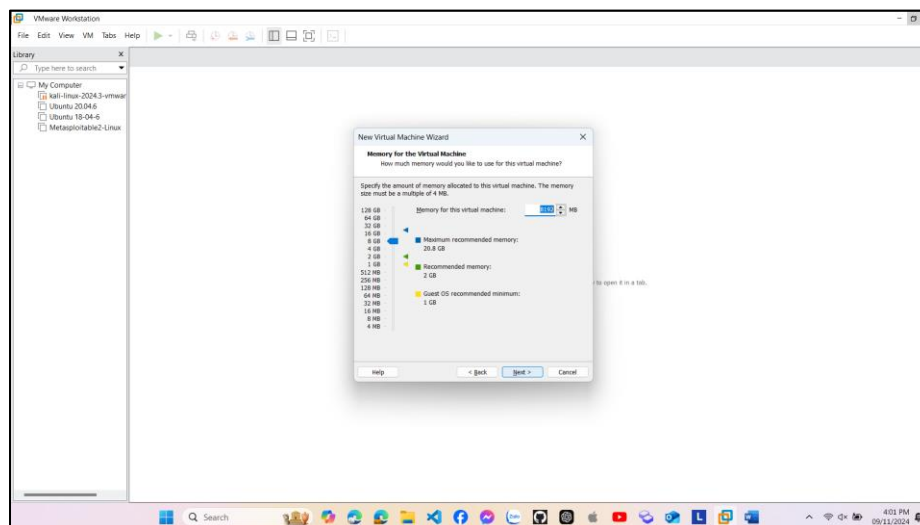 VMware Workstation
File Edit View VM Tabs Help
Library
Type here to search
My Computer
kali-linux-2024.3-vmwar
Ubuntu 20.04.6
Ubuntu 18-04-6
Metasploitable2-Linux
New Virtual Machine Wizard
Memory for the Virtual Machine
How much memory would you like to use for this virtual machine?
Specify the amount of memory allocated to this virtual machine. The memory
size must be a multiple of 4 MB.
Memory for this virtual machine: 8192 MB
128 GB
64 GB
32 GB
16 GB
8 GB
4 GB
2 GB
1 GB
512 MB
256 MB
128 MB
64 MB
32 MB
16 MB
8 MB
4 MB
Maximum recommended memory:
20.8 GB
Recommended memory:
2 GB
Guest OS recommended minimum:
1 GB
to open it in a tab.
Help < Back Next > Cancel
Search
Zalo
L
4:01 PM
09/11/2024